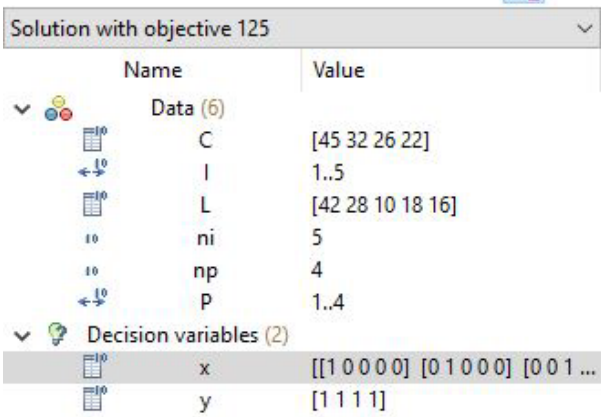 Solution with objective 125
Name Value
Data (6)
C [45 32 26 22]
I 1..5
L [42 28 10 18 16]
10 ni 5
10 np 4
P 1..4
Decision variables (2)
x [[1 0 0 0 0] [0 1 0 0 0] [0 0 1 ...
y [1 1 1 1]